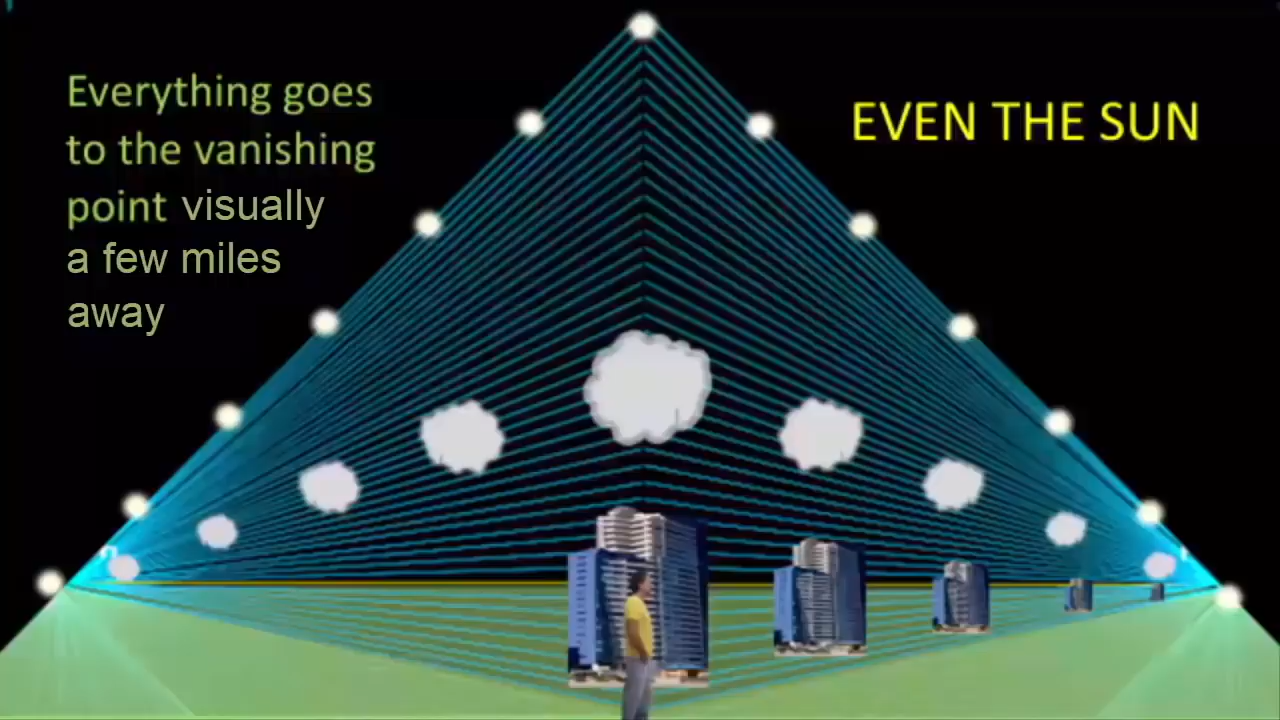 Everything goes
to the vanishing
point visually
a few miles
away
EVEN THE SUN